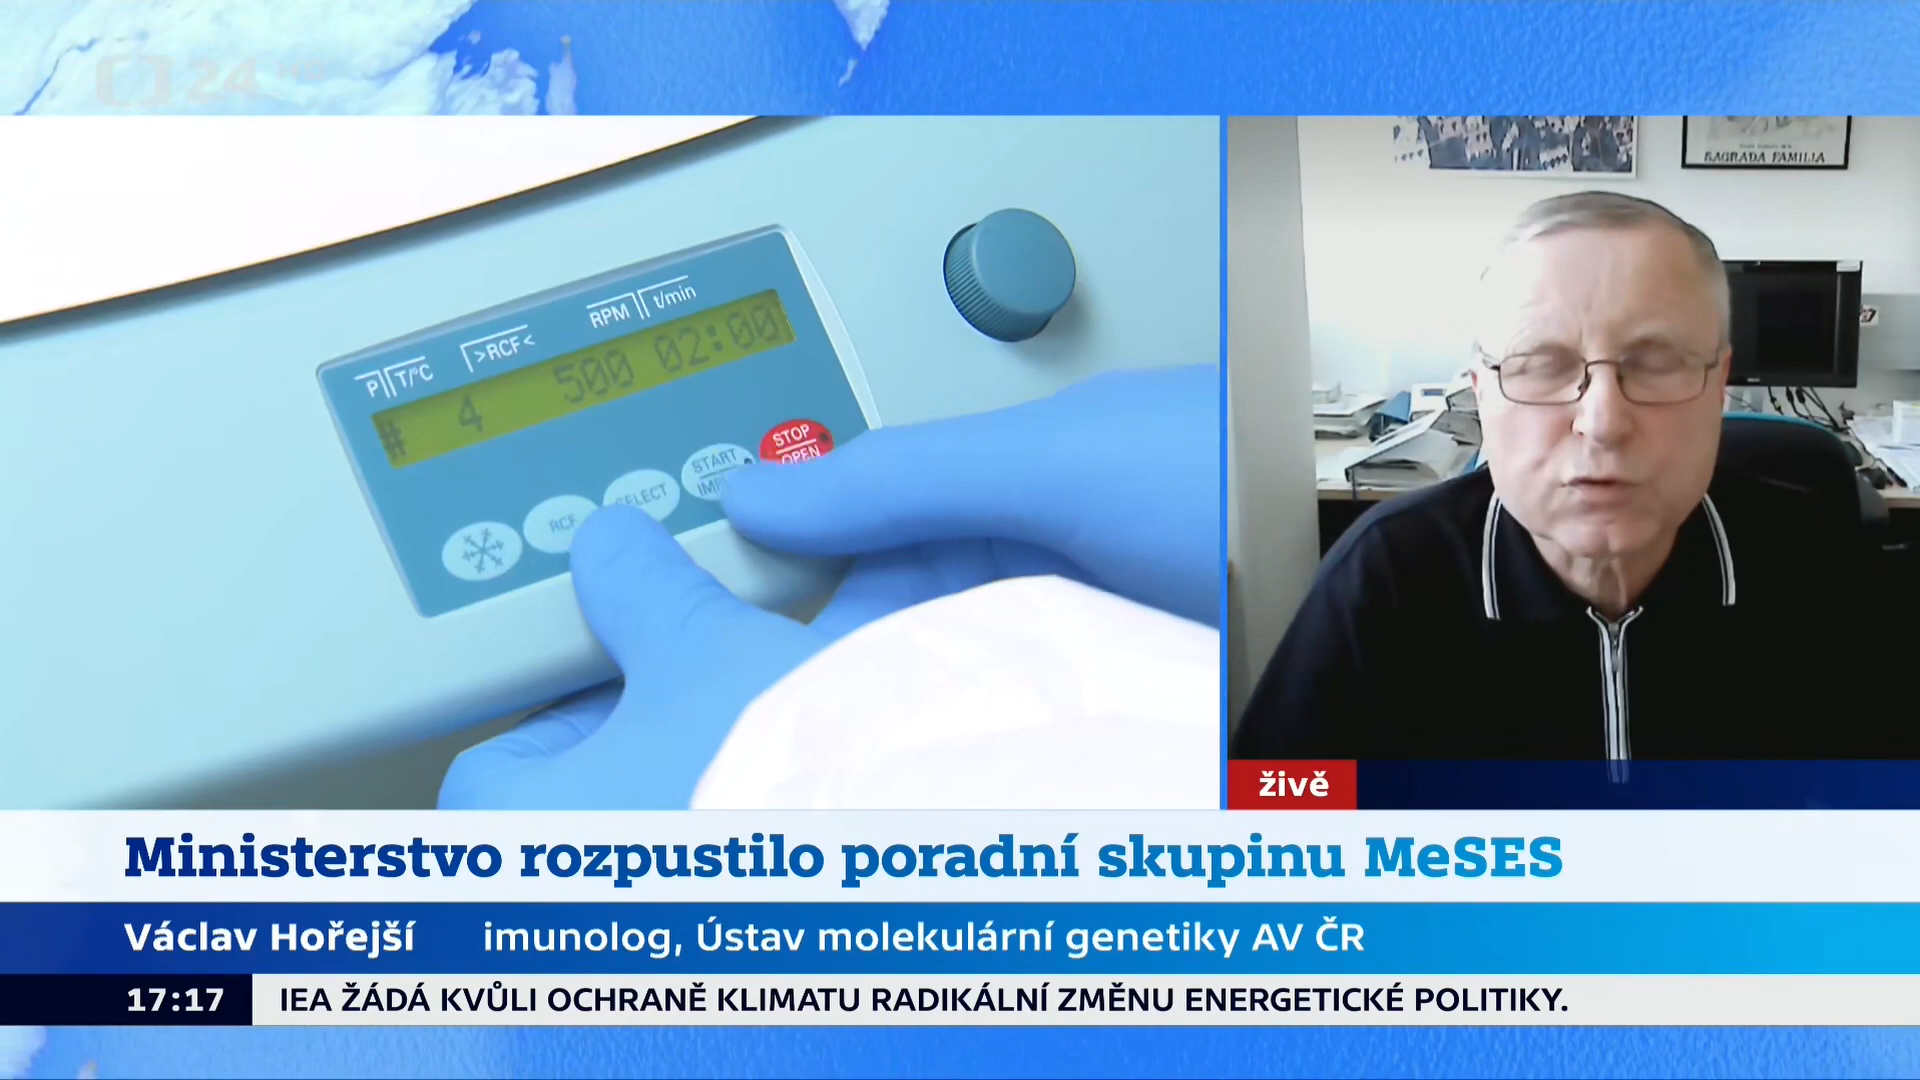 24 HD
SAGRADA FAMILIA
P T/°C >RCF< RPM t/min
# 4 500 02:00
STOP
OPEN
START
SELECT
RCF
živě
Ministerstvo rozpustilo poradní skupinu MeSES
Václav Hořejší imunolog, Ústav molekulární genetiky AV ČR
17:17 IEA ŽÁDÁ KVŮLI OCHRANĚ KLIMATU RADIKÁLNÍ ZMĚNU ENERGETICKÉ POLITIKY.